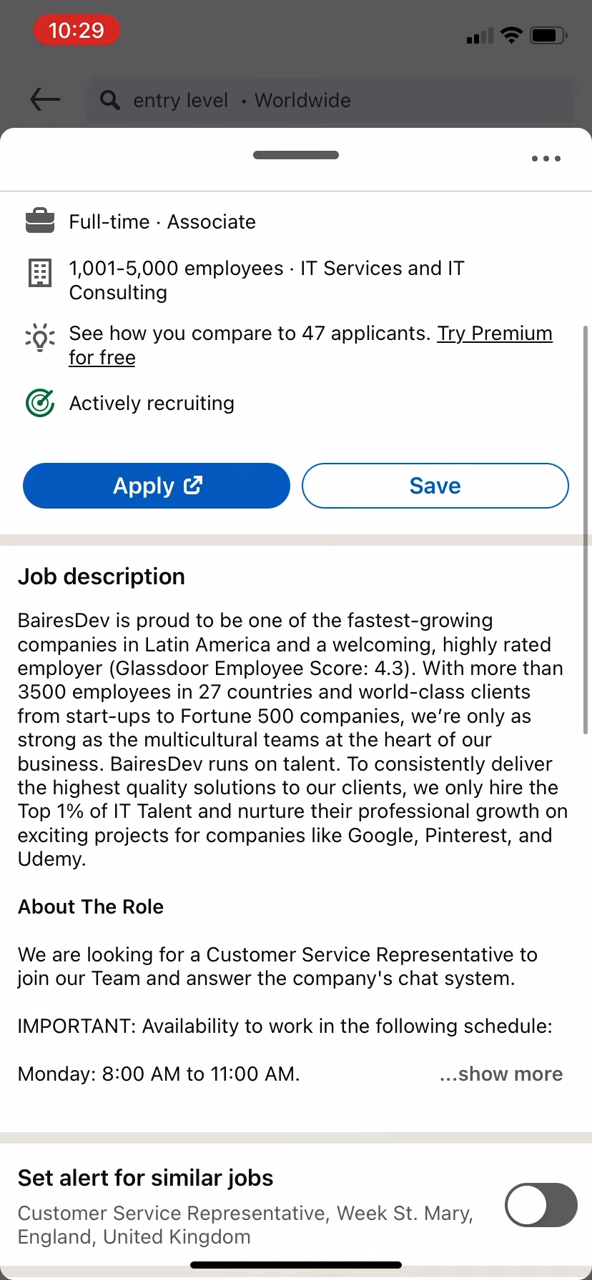 10:29
entry level • Worldwide
Full-time · Associate
1,001-5,000 employees · IT Services and IT
Consulting
See how you compare to 47 applicants. Try Premium
for free
Actively recruiting
Apply
Save
Job description
BairesDev is proud to be one of the fastest-growing
companies in Latin America and a welcoming, highly rated
employer (Glassdoor Employee Score: 4.3). With more than
3500 employees in 27 countries and world-class clients
from start-ups to Fortune 500 companies, we’re only as
strong as the multicultural teams at the heart of our
business. BairesDev runs on talent. To consistently deliver
the highest quality solutions to our clients, we only hire the
Top 1% of IT Talent and nurture their professional growth on
exciting projects for companies like Google, Pinterest, and
Udemy.
About The Role
We are looking for a Customer Service Representative to
join our Team and answer the company's chat system.
IMPORTANT: Availability to work in the following schedule:
Monday: 8:00 AM to 11:00 AM.
...show more
Set alert for similar jobs
Customer Service Representative, Week St. Mary,
England, United Kingdom